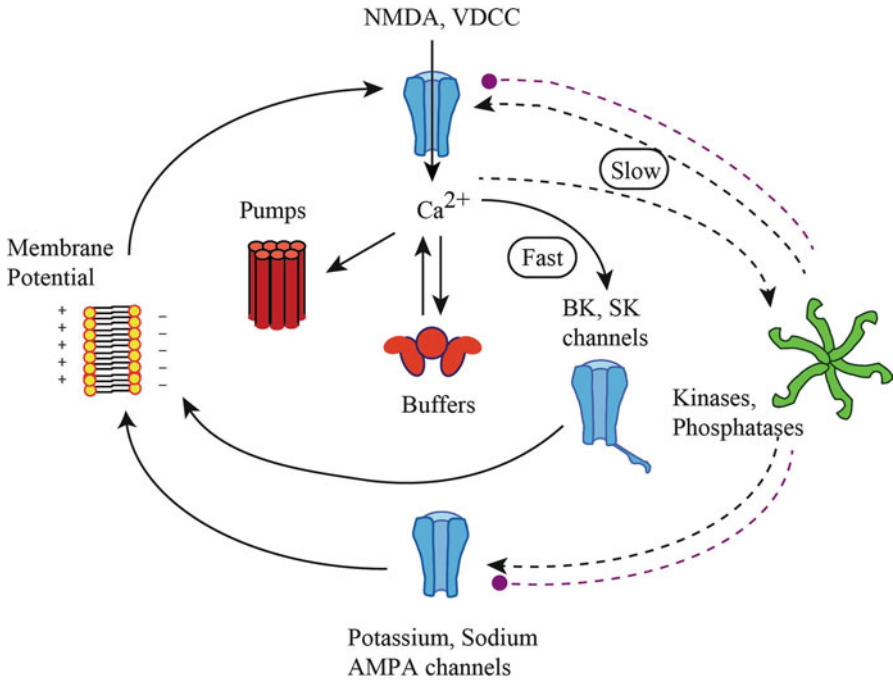 NMDA, VDCC
Slow
Ca2+
Pumps
Fast
Membrane
Potential
+ −
+ −
+ −
+ −
+ −
BK, SK
channels
Buffers
Kinases,
Phosphatases
Potassium, Sodium
AMPA channels